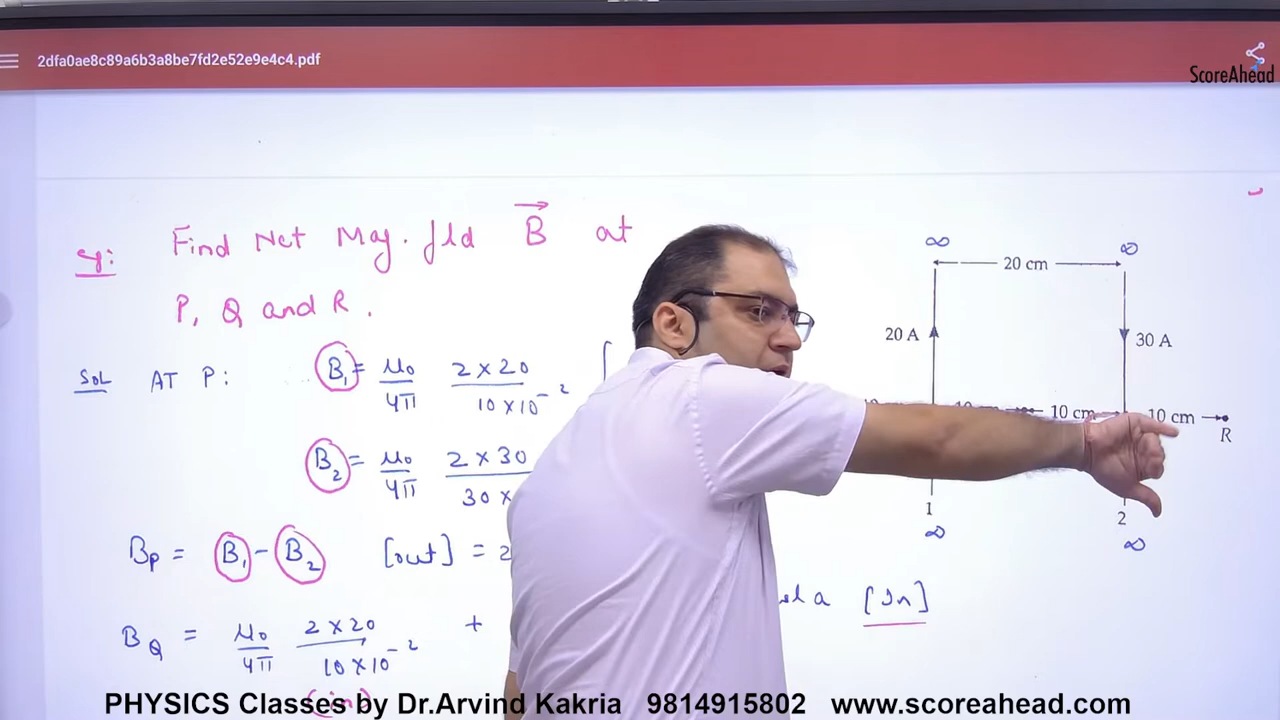 2dfa0ae8c89a6b3a8be7fd2e52e9e4c4.pdf
ScoreAhead
eg: Find Net Mag. fld B⃗ at
P, Q and R.
Sol AT P: B₁ = μ₀/4π 2 × 20 / 10 × 10⁻²
B₂ = μ₀/4π 2 × 30 / 30 ×
Bp = B₁ - B₂ [out] = 2
B_Q = μ₀/4π 2 × 20 / 10 × 10⁻² +
(in)
[In]
∞ ∞
20 cm
20 A 30 A
10 cm 10 cm
R
1 2
∞ ∞
PHYSICS Classes by Dr.Arvind Kakria 9814915802 www.scoreahead.com